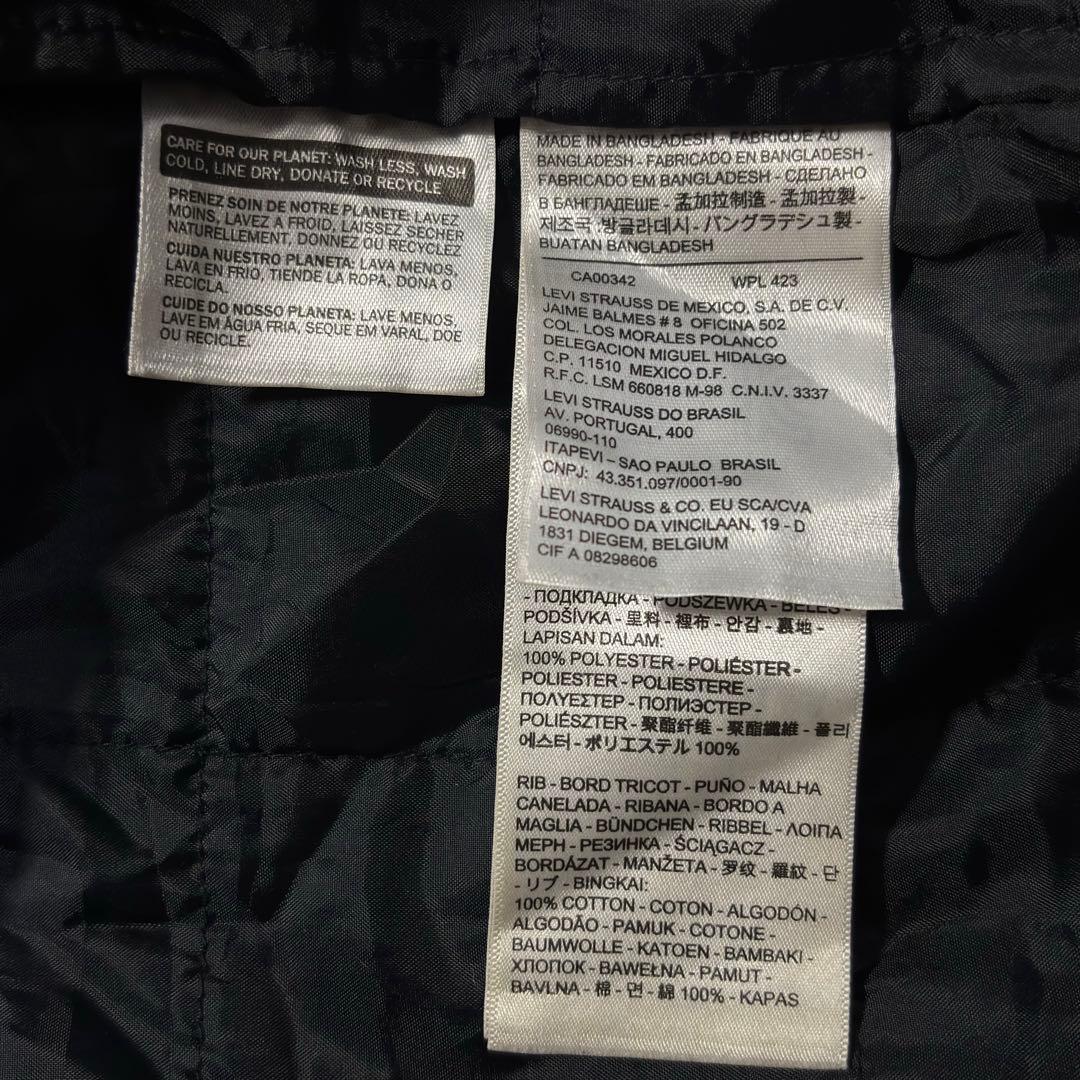 CARE FOR OUR PLANET: WASH LESS, WASH
COLD, LINE DRY, DONATE OR RECYCLE
PRENEZ SOIN DE NOTRE PLANETE: LAVEZ
MOINS, LAVEZ A FROID, LAISSEZ SECHER
NATURELLEMENT, DONNEZ OU RECYCLEZ
CUIDA NUESTRO PLANETA: LAVA MENOS,
LAVA EN FRIO, TIENDE LA ROPA, DONA O
RECICLA.
CUIDE DO NOSSO PLANETA: LAVE MENOS,
LAVE EM ÁGUA FRIA, SEQUE EM VARAL, DOE
OU RECICLE.
MADE IN BANGLADESH - FABRIQUE AU
BANGLADESH - FABRICADO EN BANGLADESH -
FABRICADO EM BANGLADESH - СДЕЛАНО
В БАНГЛАДЕШЕ - 孟加拉制造 - 孟加拉製 -
제조국 :방글라데시 - バングラデシュ製 -
BUATAN BANGLADESH
CA00342 WPL 423
LEVI STRAUSS DE MEXICO, S.A. DE C.V.
JAIME BALMES # 8 OFICINA 502
COL. LOS MORALES POLANCO
DELEGACION MIGUEL HIDALGO
C.P. 11510 MEXICO D.F.
R.F.C. LSM 660818 M-98 C.N.I.V. 3337
LEVI STRAUSS DO BRASIL
AV. PORTUGAL, 400
06990-110
ITAPEVI – SAO PAULO BRASIL
CNPJ: 43.351.097/0001-90
LEVI STRAUSS & CO. EU SCA/CVA
LEONARDO DA VINCILAAN, 19 - D
1831 DIEGEM, BELGIUM
CIF A 08298606
- ПОДКЛАДКА - PODSZEWKA - BÉLÉS -
PODŠÍVKA - 里料 - 裡布 - 안감 - 裏地 -
LAPISAN DALAM:
100% POLYESTER - POLIÉSTER -
POLIESTER - POLIESTERE -
ΠΟΛΥΕΣΤΕΡ - ПОЛИЭСТЕР -
POLIÉSZTER - 聚酯纤维 - 聚酯纖維 - 폴리
에스터 - ポリエステル 100%
RIB - BORD TRICOT - PUÑO - MALHA
CANELADA - RIBANA - BORDO A
MAGLIA - BÜNDCHEN - RIBBEL - ΛΟΙΠΑ
ΜΕΡΗ - РЕЗИНКА - ŚCIĄGACZ -
BORDÁZAT - MANŽETA - 罗纹 - 羅紋 - 단
- リブ - BINGKAI:
100% COTTON - COTON - ALGODÓN -
ALGODÃO - PAMUK - COTONE -
BAUMWOLLE - KATOEN - BAMBAKI -
ХЛОПОК - BAWEŁNA - PAMUT -
BAVLNA - 棉 - 면 - 綿 100% - KAPAS